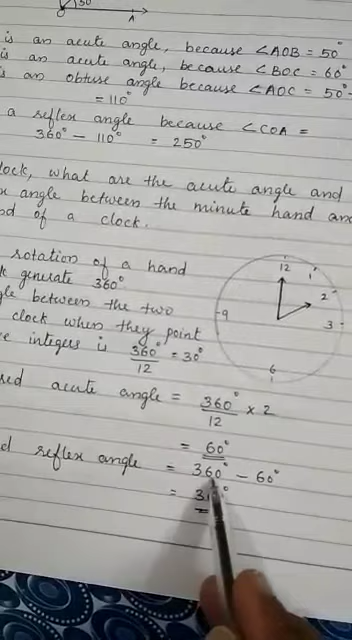 50°
A
is an acute angle, because ∠AOB = 50°
is an acute angle, because ∠BOC = 60°
an obtuse angle because ∠AOC = 50°-
= 110°
a reflex angle because ∠COA =
360° - 110° = 250°
what are the acute angle and
angle between the minute hand
of a clock.
rotation of a hand
generate 360°
between the two
clock when they point
integers is 360°/12 = 30°
12
1
2
3
6
9
acute angle = 360°/12 × 2
= 60°
reflex angle = 360° - 60°
= 3